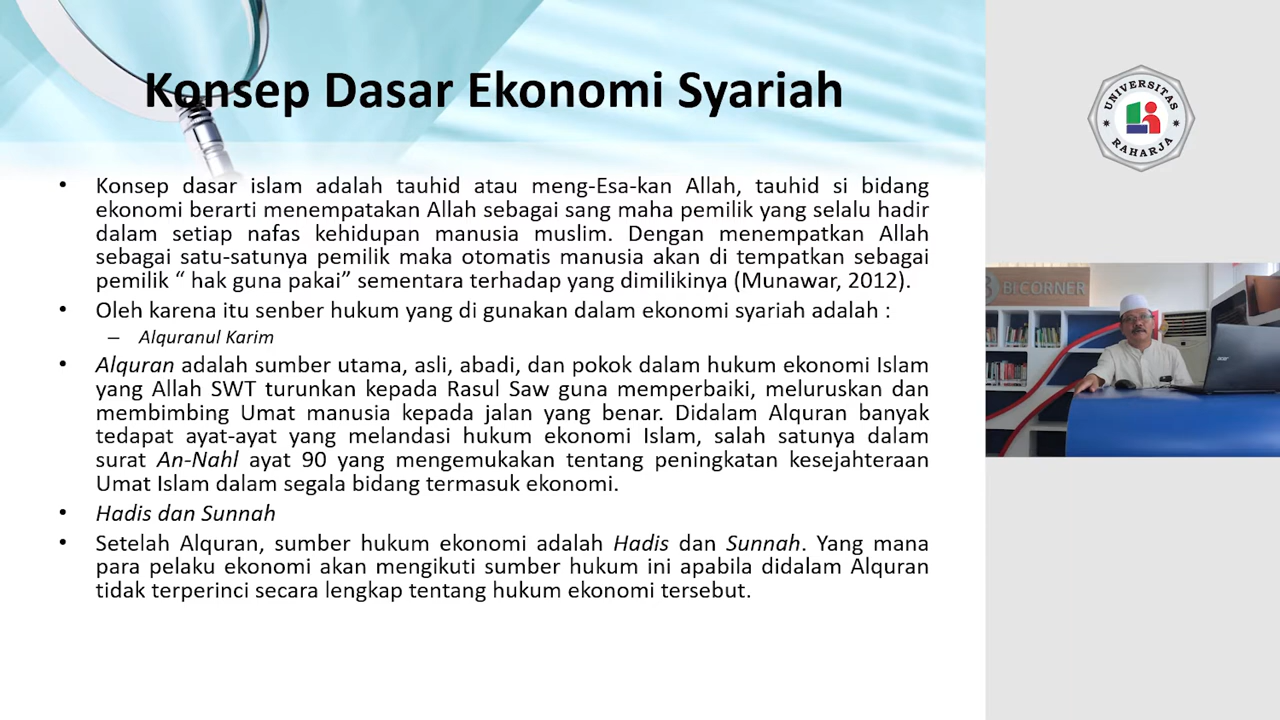 Konsep Dasar Ekonomi Syariah
• Konsep dasar islam adalah tauhid atau meng-Esa-kan Allah, tauhid si bidang
ekonomi berarti menempatakan Allah sebagai sang maha pemilik yang selalu hadir
dalam setiap nafas kehidupan manusia muslim. Dengan menempatkan Allah
sebagai satu-satunya pemilik maka otomatis manusia akan di tempatkan sebagai
pemilik “ hak guna pakai” sementara terhadap yang dimilikinya (Munawar, 2012).
• Oleh karena itu senber hukum yang di gunakan dalam ekonomi syariah adalah :
– Alquranul Karim
• Alquran adalah sumber utama, asli, abadi, dan pokok dalam hukum ekonomi Islam
yang Allah SWT turunkan kepada Rasul Saw guna memperbaiki, meluruskan dan
membimbing Umat manusia kepada jalan yang benar. Didalam Alquran banyak
tedapat ayat-ayat yang melandasi hukum ekonomi Islam, salah satunya dalam
surat An-Nahl ayat 90 yang mengemukakan tentang peningkatan kesejahteraan
Umat Islam dalam segala bidang termasuk ekonomi.
• Hadis dan Sunnah
• Setelah Alquran, sumber hukum ekonomi adalah Hadis dan Sunnah. Yang mana
para pelaku ekonomi akan mengikuti sumber hukum ini apabila didalam Alquran
tidak terperinci secara lengkap tentang hukum ekonomi tersebut.
UNIVERSITAS
RAHARJA
BI CORNER
acer